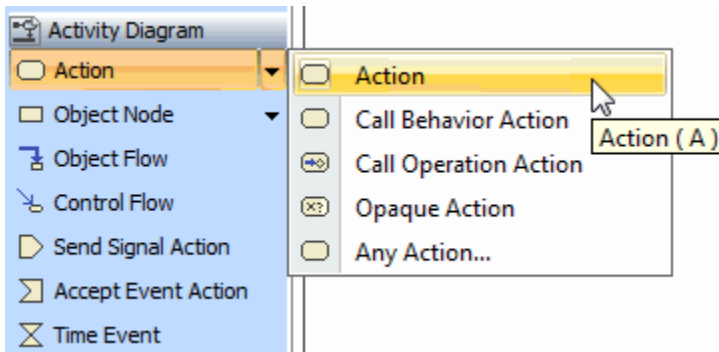 Activity Diagram
Action
Object Node
Object Flow
Control Flow
Send Signal Action
Accept Event Action
Time Event
Action
Call Behavior Action
Call Operation Action
Opaque Action
Any Action...
Action ( A )